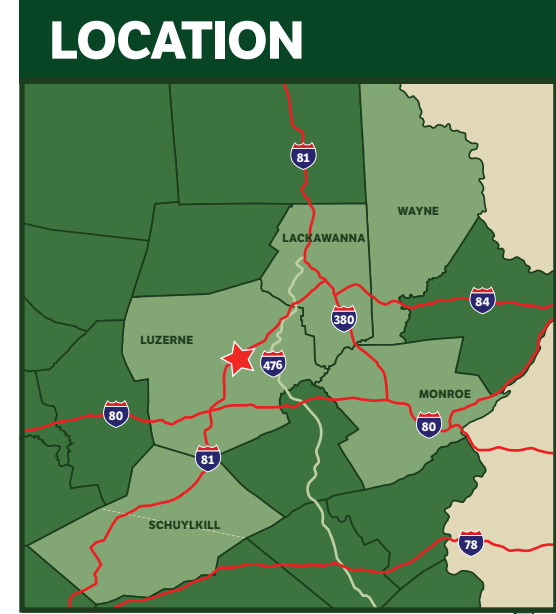 LOCATION
81
WAYNE
LACKAWANNA
84
380
LUZERNE
476
MONROE
80
80
81
SCHUYLKILL
78